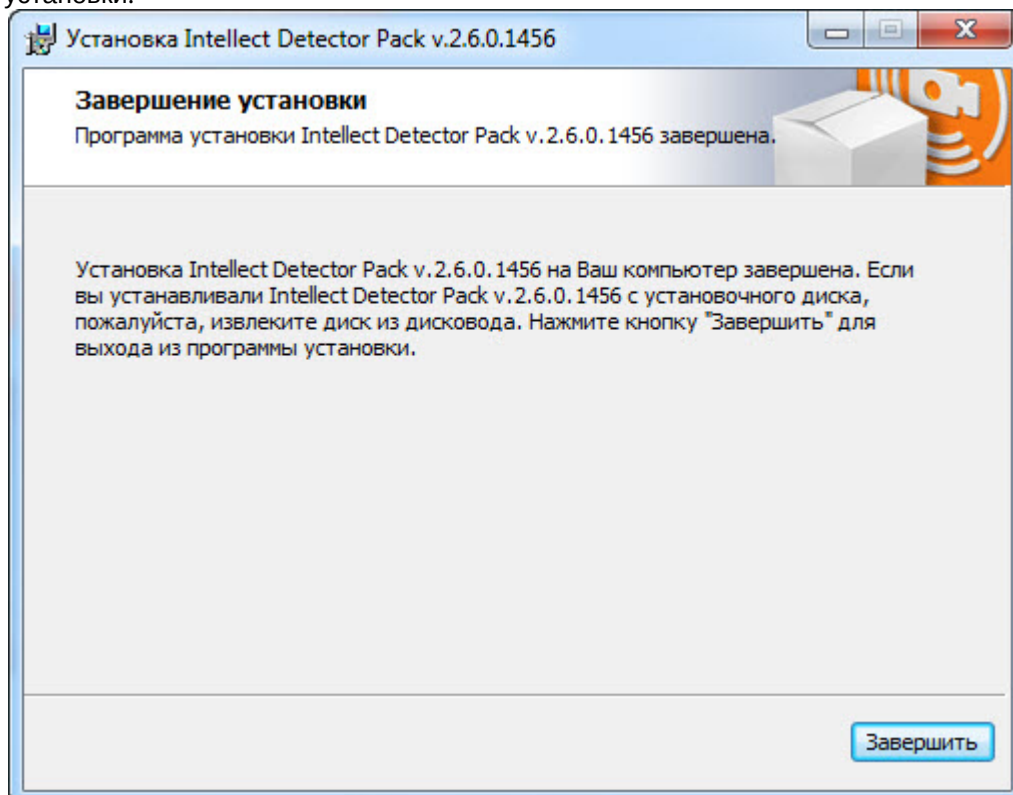 установки.
Установка Intellect Detector Pack v.2.6.0.1456
Завершение установки
Программа установки Intellect Detector Pack v.2.6.0.1456 завершена.
Установка Intellect Detector Pack v.2.6.0.1456 на Ваш компьютер завершена. Если
вы устанавливали Intellect Detector Pack v.2.6.0.1456 с установочного диска,
пожалуйста, извлеките диск из дисковода. Нажмите кнопку "Завершить" для
выхода из программы установки.
Завершить